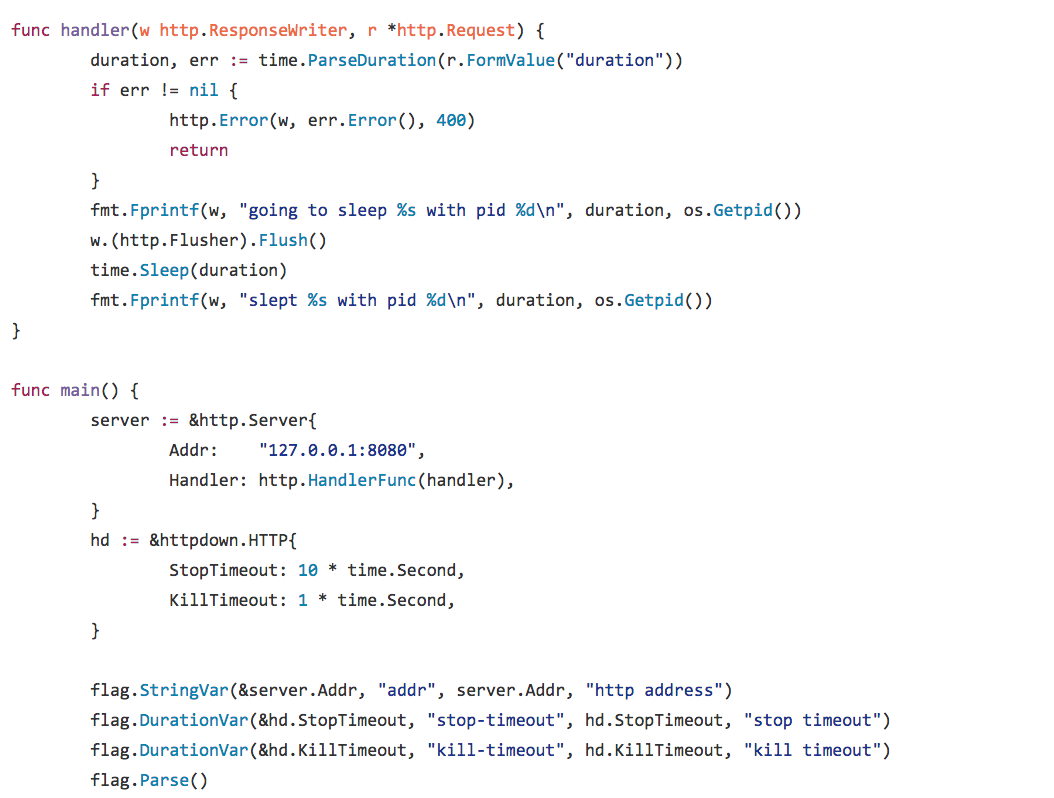 func handler(w http.ResponseWriter, r *http.Request) {
        duration, err := time.ParseDuration(r.FormValue("duration"))
        if err != nil {
                http.Error(w, err.Error(), 400)
                return
        }
        fmt.Fprintf(w, "going to sleep %s with pid %d\n", duration, os.Getpid())
        w.(http.Flusher).Flush()
        time.Sleep(duration)
        fmt.Fprintf(w, "slept %s with pid %d\n", duration, os.Getpid())
}

func main() {
        server := &http.Server{
                Addr:    "127.0.0.1:8080",
                Handler: http.HandlerFunc(handler),
        }
        hd := &httpdown.HTTP{
                StopTimeout: 10 * time.Second,
                KillTimeout: 1 * time.Second,
        }

        flag.StringVar(&server.Addr, "addr", server.Addr, "http address")
        flag.DurationVar(&hd.StopTimeout, "stop-timeout", hd.StopTimeout, "stop timeout")
        flag.DurationVar(&hd.KillTimeout, "kill-timeout", hd.KillTimeout, "kill timeout")
        flag.Parse()